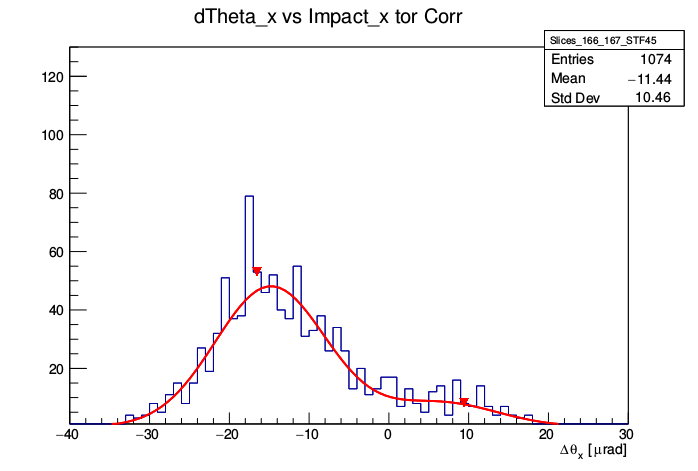 dTheta_x vs Impact_x tor Corr
Slices_166_167_STF45
Entries 1074
Mean −11.44
Std Dev 10.46
120
100
80
60
40
20
−40 −30 −20 −10 0 10 20 30
Δθx [μrad]